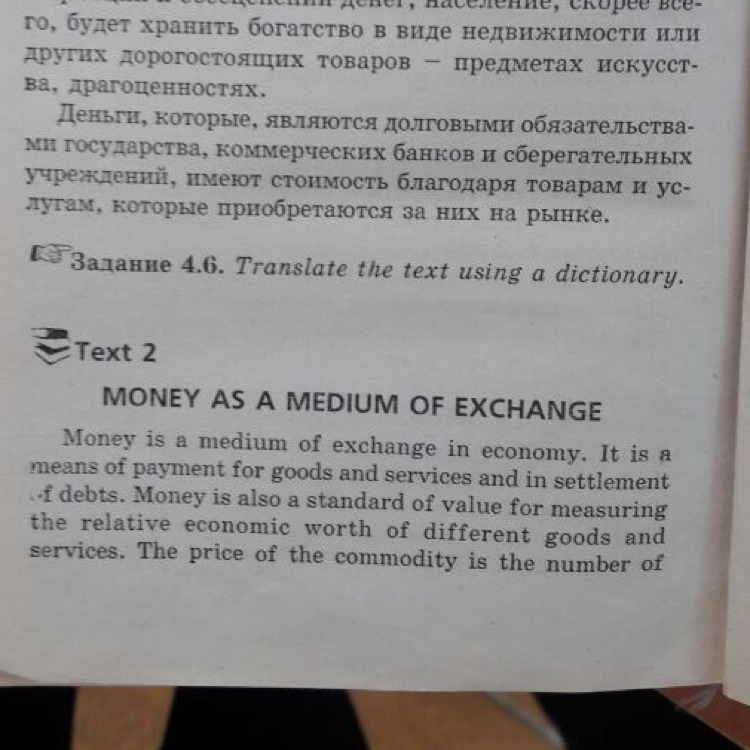 денег, население, скорее все-
го, будет хранить богатство в виде недвижимости или
других дорогостоящих товаров – предметах искусст-
ва, драгоценностях.
Деньги, которые, являются долговыми обязательства-
ми государства, коммерческих банков и сберегательных
учреждений, имеют стоимость благодаря товарам и ус-
лугам, которые приобретаются за них на рынке.
Задание 4.6. Translate the text using a dictionary.
Text 2
MONEY AS A MEDIUM OF EXCHANGE
Money is a medium of exchange in economy. It is a
means of payment for goods and services and in settlement
of debts. Money is also a standard of value for measuring
the relative economic worth of different goods and
services. The price of the commodity is the number of